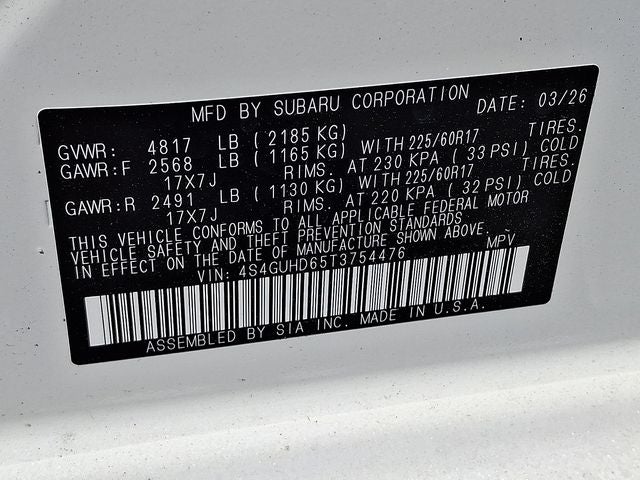 MFD BY SUBARU CORPORATION DATE: 03/26
GVWR: 4817 LB ( 2185 KG)
GAWR:F 2568 LB ( 1165 KG) WITH 225/60R17 TIRES.
17X7J RIMS. AT 230 KPA ( 33 PSI) COLD
GAWR:R 2491 LB ( 1130 KG) WITH 225/60R17 TIRES.
17X7J RIMS. AT 220 KPA ( 32 PSI) COLD
THIS VEHICLE CONFORMS TO ALL APPLICABLE FEDERAL MOTOR
VEHICLE SAFETY AND THEFT PREVENTION STANDARDS
IN EFFECT ON THE DATE OF MANUFACTURE SHOWN ABOVE.
VIN: 4S4GUHD65T3754476 MPV
ASSEMBLED BY SIA INC. MADE IN U.S.A.